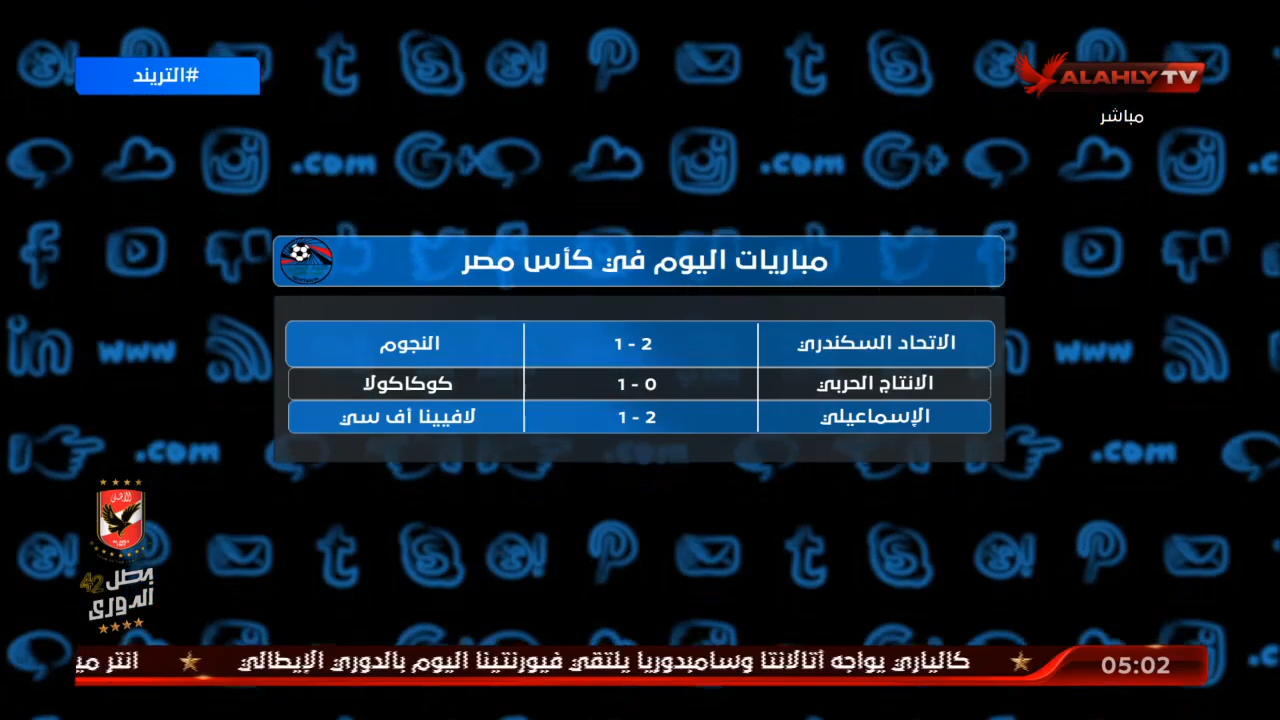 #التريند
ALAHLY TV
مباشر
مباريات اليوم في كأس مصر
الاتحاد السكندري 2 - 1 النجوم
الانتاج الحربي 0 - 1 كوكاكولا
الإسماعيلي 2 - 1 لافيينا أف سي
بطل الدوري 42
05:02 كالياري يواجه أتالانتا وسامبدوريا يلتقي فيورنتينا اليوم بالدوري الإيطالي انتر مي